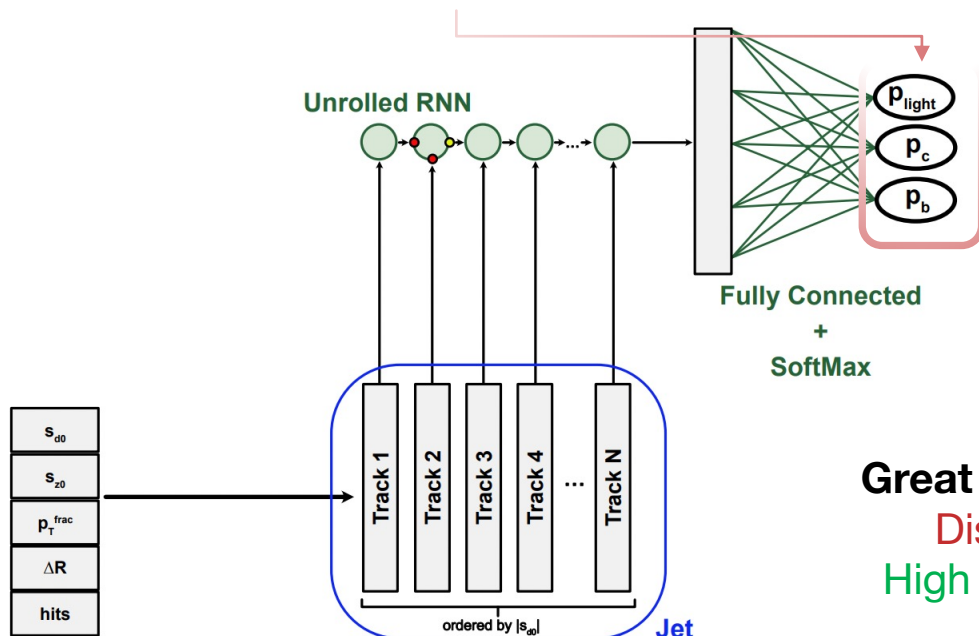 Unrolled RNN
...
p_light
p_c
p_b
Fully Connected
+
SoftMax
s_d0
s_z0
p_T^frac
ΔR
hits
Track 1
Track 2
Track 3
Track 4
...
Track N
ordered by |s_d0|
Jet
Great
Dis
High